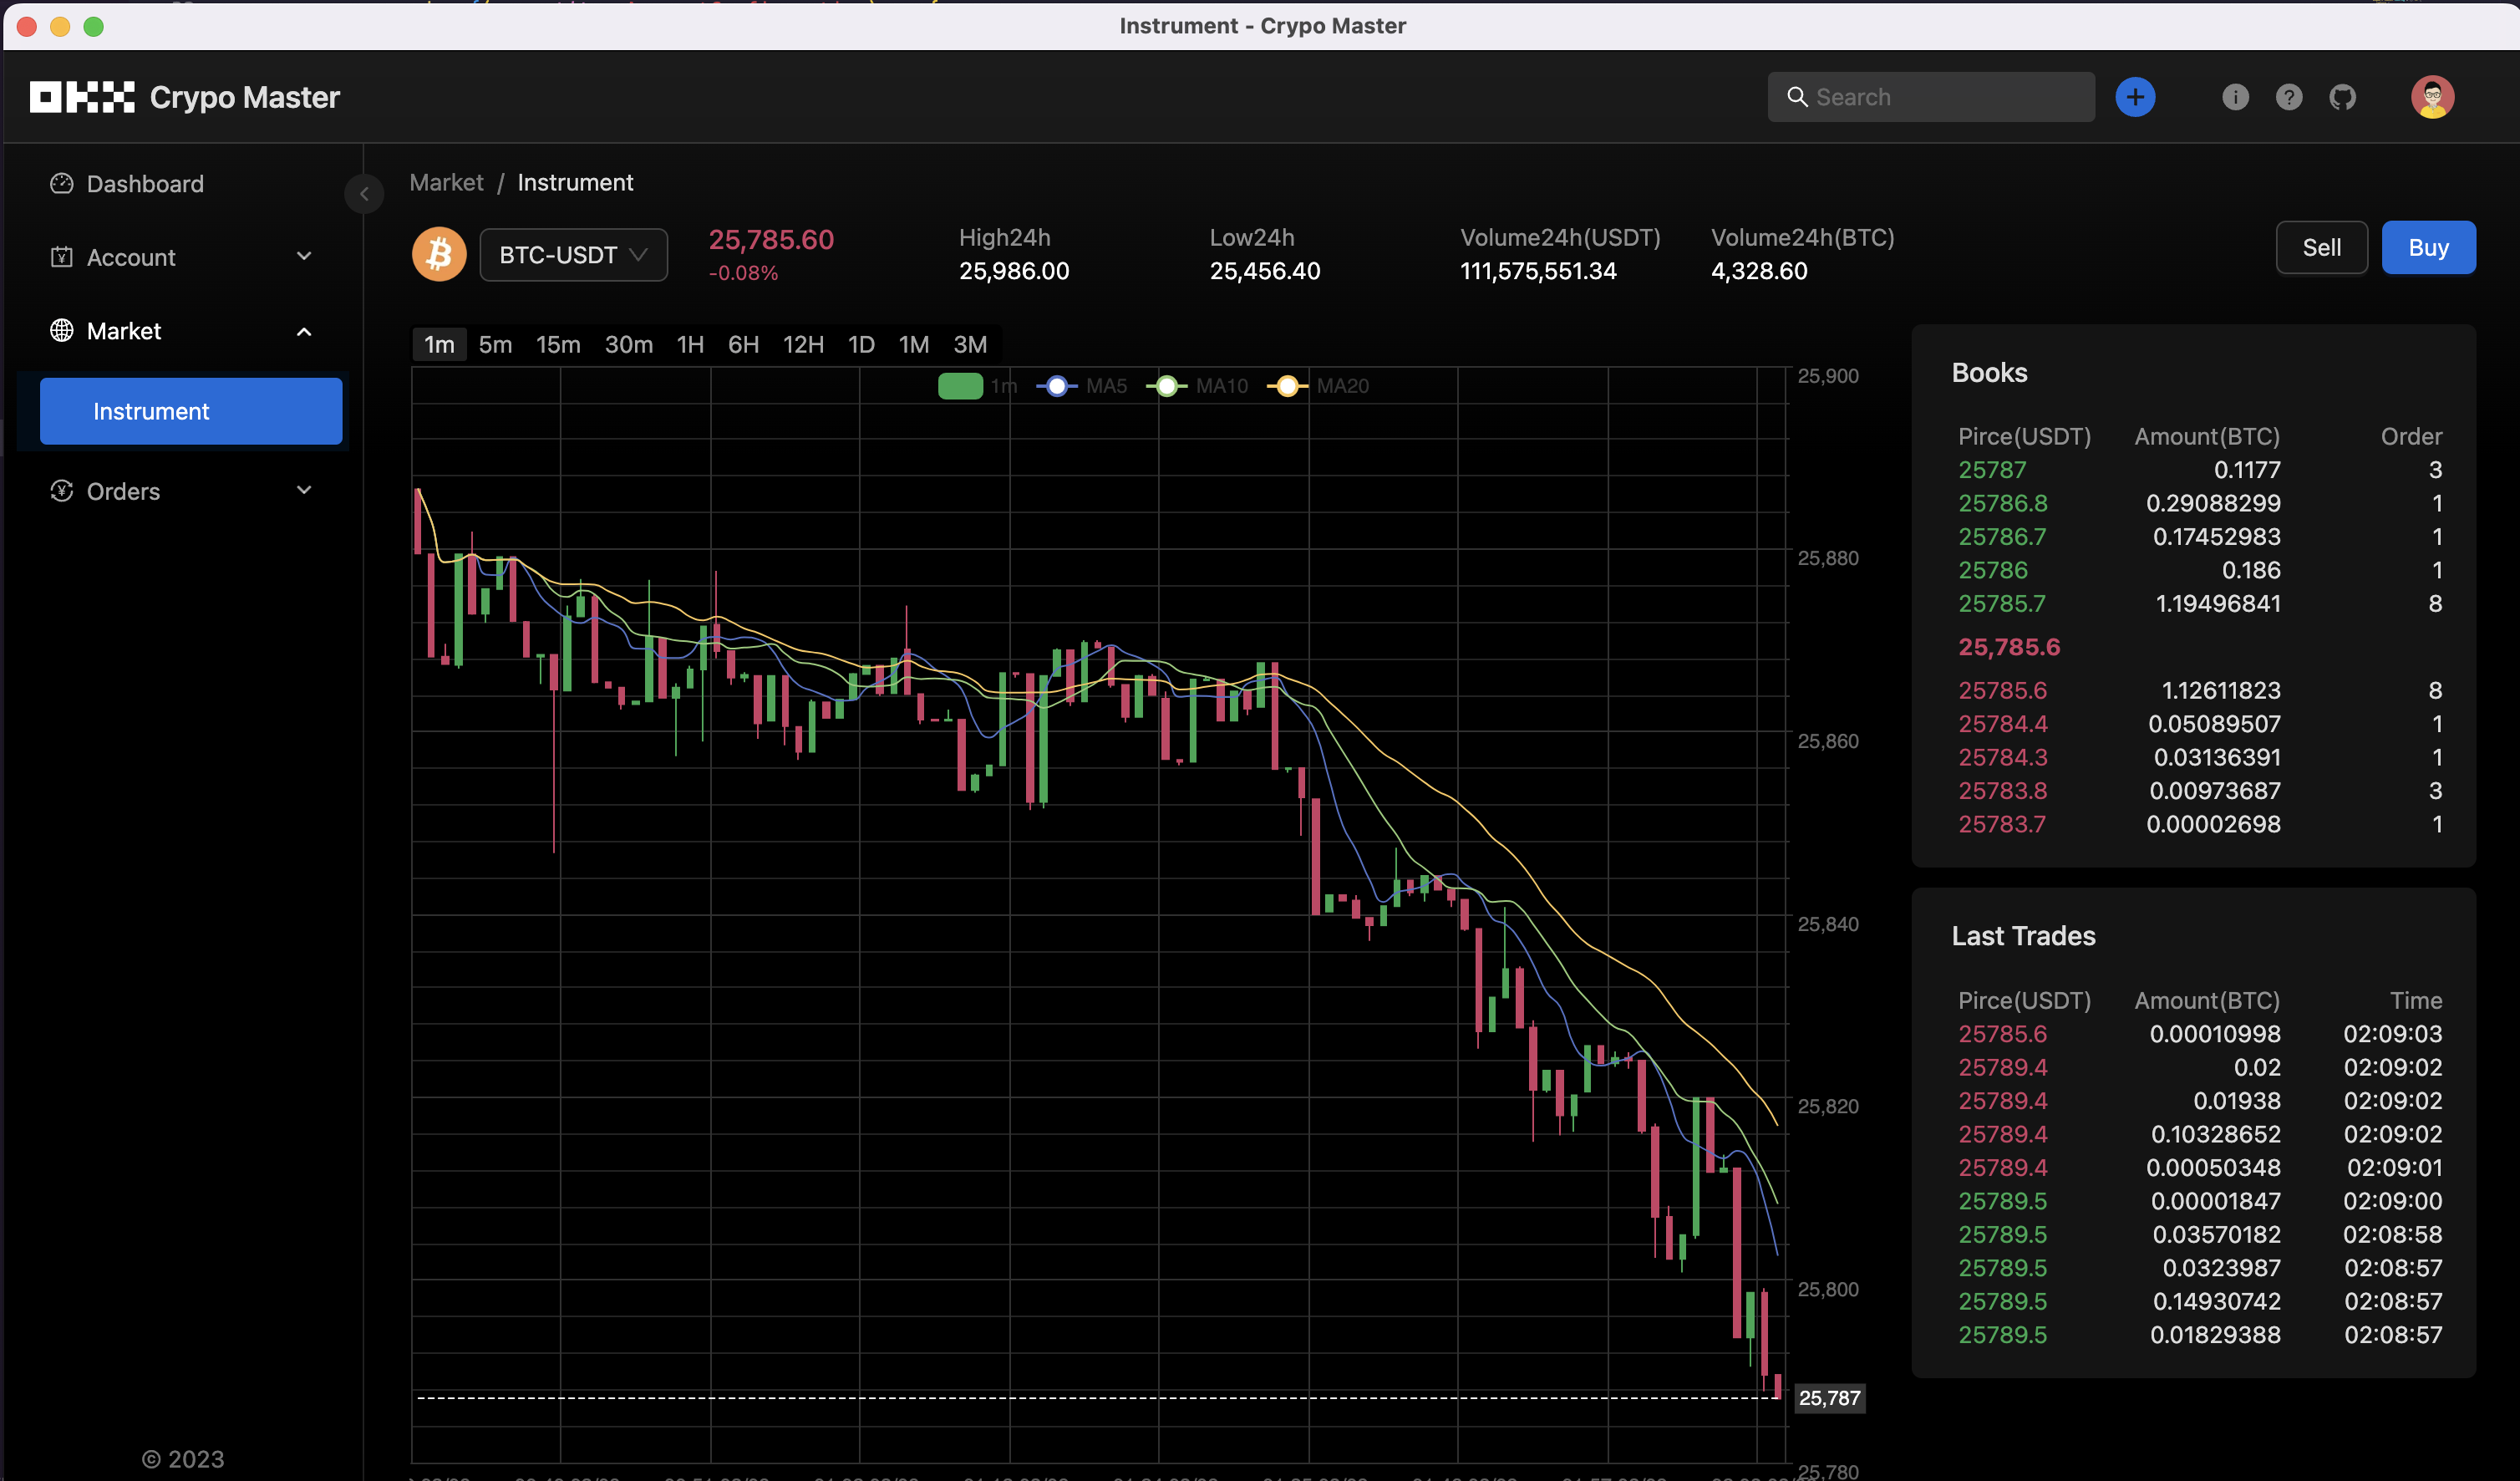 Instrument - Crypo Master
OKX Crypo Master
Search
Dashboard
Account
Market
Instrument
Orders
© 2023
Market / Instrument
BTC-USDT
25,785.60
-0.08%
High24h
25,986.00
Low24h
25,456.40
Volume24h(USDT)
111,575,551.34
Volume24h(BTC)
4,328.60
Sell
Buy
1m 5m 15m 30m 1H 6H 12H 1D 1M 3M
1m MA5 MA10 MA20
25,900
25,880
25,860
25,840
25,820
25,800
25,787
25,780
Books
Pirce(USDT) Amount(BTC) Order
25787 0.1177 3
25786.8 0.29088299 1
25786.7 0.17452983 1
25786 0.186 1
25785.7 1.19496841 8
25,785.6
25785.6 1.12611823 8
25784.4 0.05089507 1
25784.3 0.03136391 1
25783.8 0.00973687 3
25783.7 0.00002698 1
Last Trades
Pirce(USDT) Amount(BTC) Time
25785.6 0.00010998 02:09:03
25789.4 0.02 02:09:02
25789.4 0.01938 02:09:02
25789.4 0.10328652 02:09:02
25789.4 0.00050348 02:09:01
25789.5 0.00001847 02:09:00
25789.5 0.03570182 02:08:58
25789.5 0.0323987 02:08:57
25789.5 0.14930742 02:08:57
25789.5 0.01829388 02:08:57